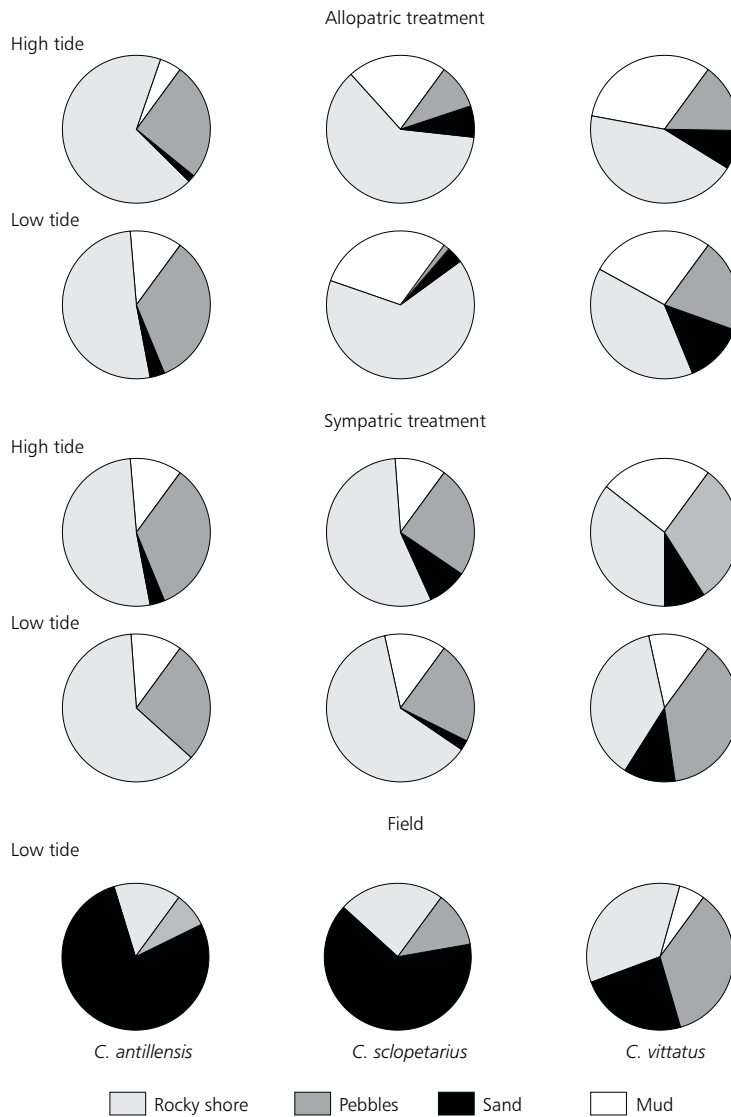 Allopatric treatment
High tide
Low tide
Sympatric treatment
High tide
Low tide
Field
Low tide
C. antillensis C. sclopetarius C. vittatus
Rocky shore Pebbles Sand Mud